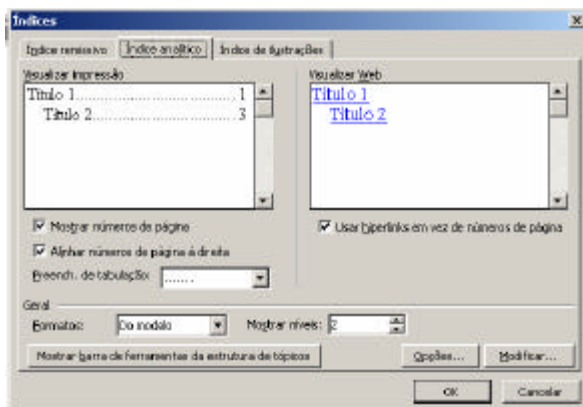 Índices
Índice remissivo Índice analítico Índice de ilustrações
Visualizar impressão
Título 1.......................................1
Título 2....................................3
Visualizar Web
Título 1
Título 2
Mostrar números de página
Alinhar números de página à direita
Preench. de tabulação: .......
Usar hiperlinks em vez de números de página
Geral
Formatos: Do modelo Mostrar níveis: 2
Mostrar barra de ferramentas da estrutura de tópicos Opções... Modificar...
OK Cancelar